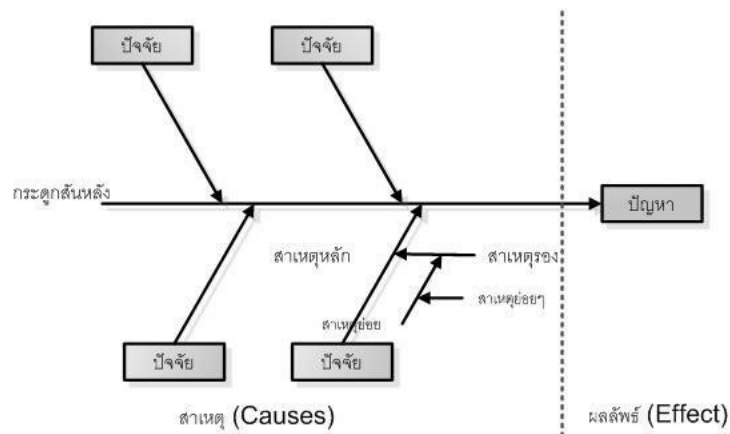 ปัจจัย
ปัจจัย
กระดูกสันหลัง
ปัญหา
สาเหตุหลัก
สาเหตุรอง
สาเหตุย่อยๆ
สาเหตุย่อย
ปัจจัย
ปัจจัย
สาเหตุ (Causes)
ผลลัพธ์ (Effect)